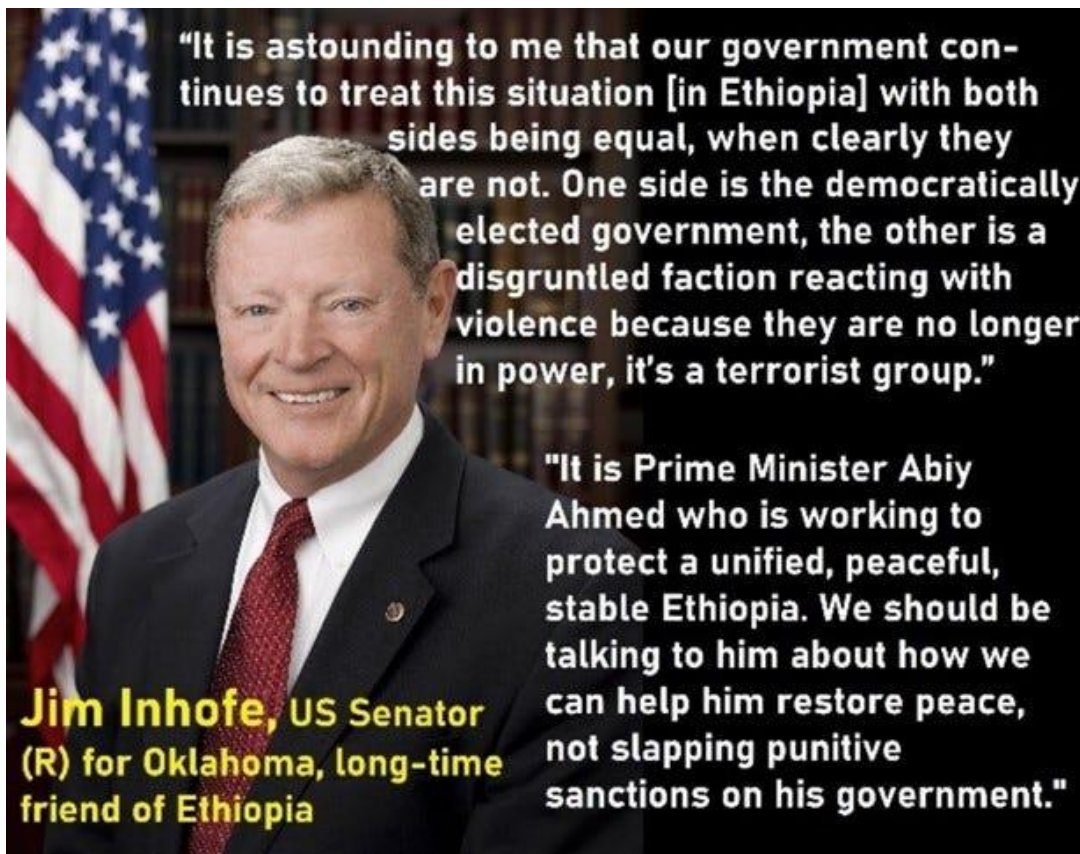 “It is astounding to me that our government con-
tinues to treat this situation [in Ethiopia] with both
sides being equal, when clearly they
are not. One side is the democratically
elected government, the other is a
disgruntled faction reacting with
violence because they are no longer
in power, it's a terrorist group.”
"It is Prime Minister Abiy
Ahmed who is working to
protect a unified, peaceful,
stable Ethiopia. We should be
talking to him about how we
can help him restore peace,
not slapping punitive
sanctions on his government."
Jim Inhofe, US Senator
(R) for Oklahoma, long-time
friend of Ethiopia